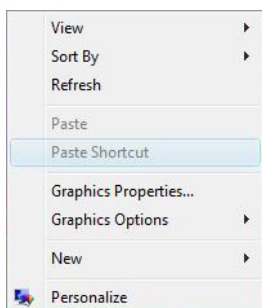 View
Sort By
Refresh
Paste
Paste Shortcut
Graphics Properties...
Graphics Options
New
Personalize